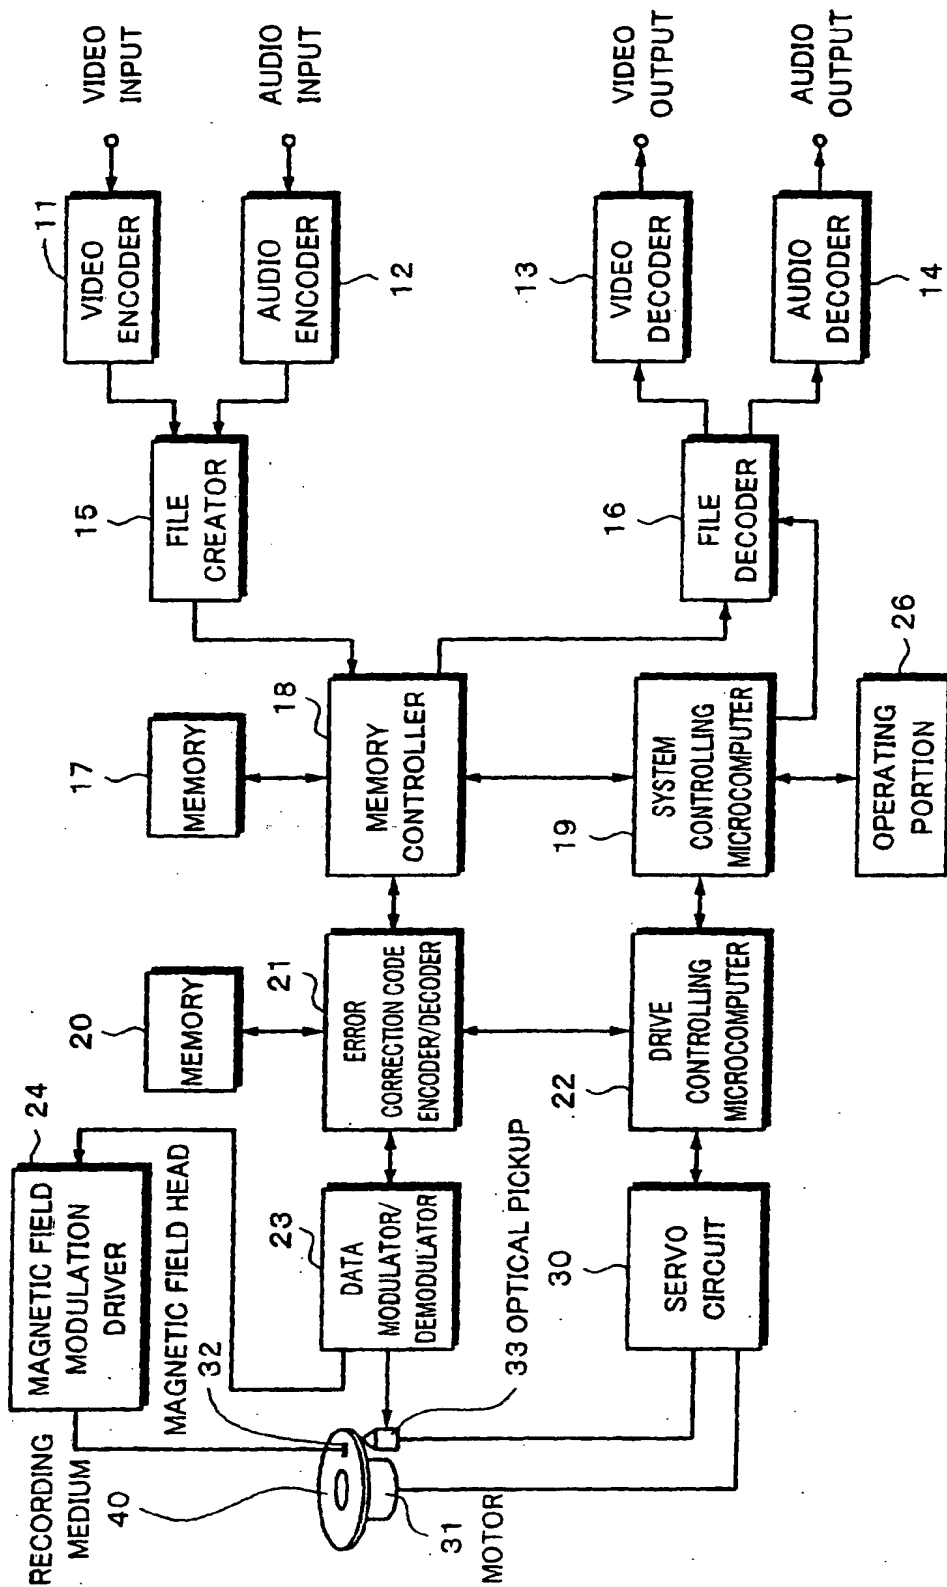 RECORDING
MEDIUM
40
31
MOTOR
MAGNETIC FIELD HEAD
32
33 OPTICAL PICKUP
24
MAGNETIC FIELD
MODULATION
DRIVER
23
DATA
MODULATOR/
DEMODULATOR
30
SERVO
CIRCUIT
20
MEMORY
21
ERROR
CORRECTION CODE
ENCODER/DECODER
22
DRIVE
CONTROLLING
MICROCOMPUTER
17
MEMORY
18
MEMORY
CONTROLLER
19
SYSTEM
CONTROLLING
MICROCOMPUTER
26
OPERATING
PORTION
15
FILE
CREATOR
16
FILE
DECODER
11
VIDEO
ENCODER
12
AUDIO
ENCODER
13
VIDEO
DECODER
14
AUDIO
DECODER
VIDEO
INPUT
AUDIO
INPUT
VIDEO
OUTPUT
AUDIO
OUTPUT